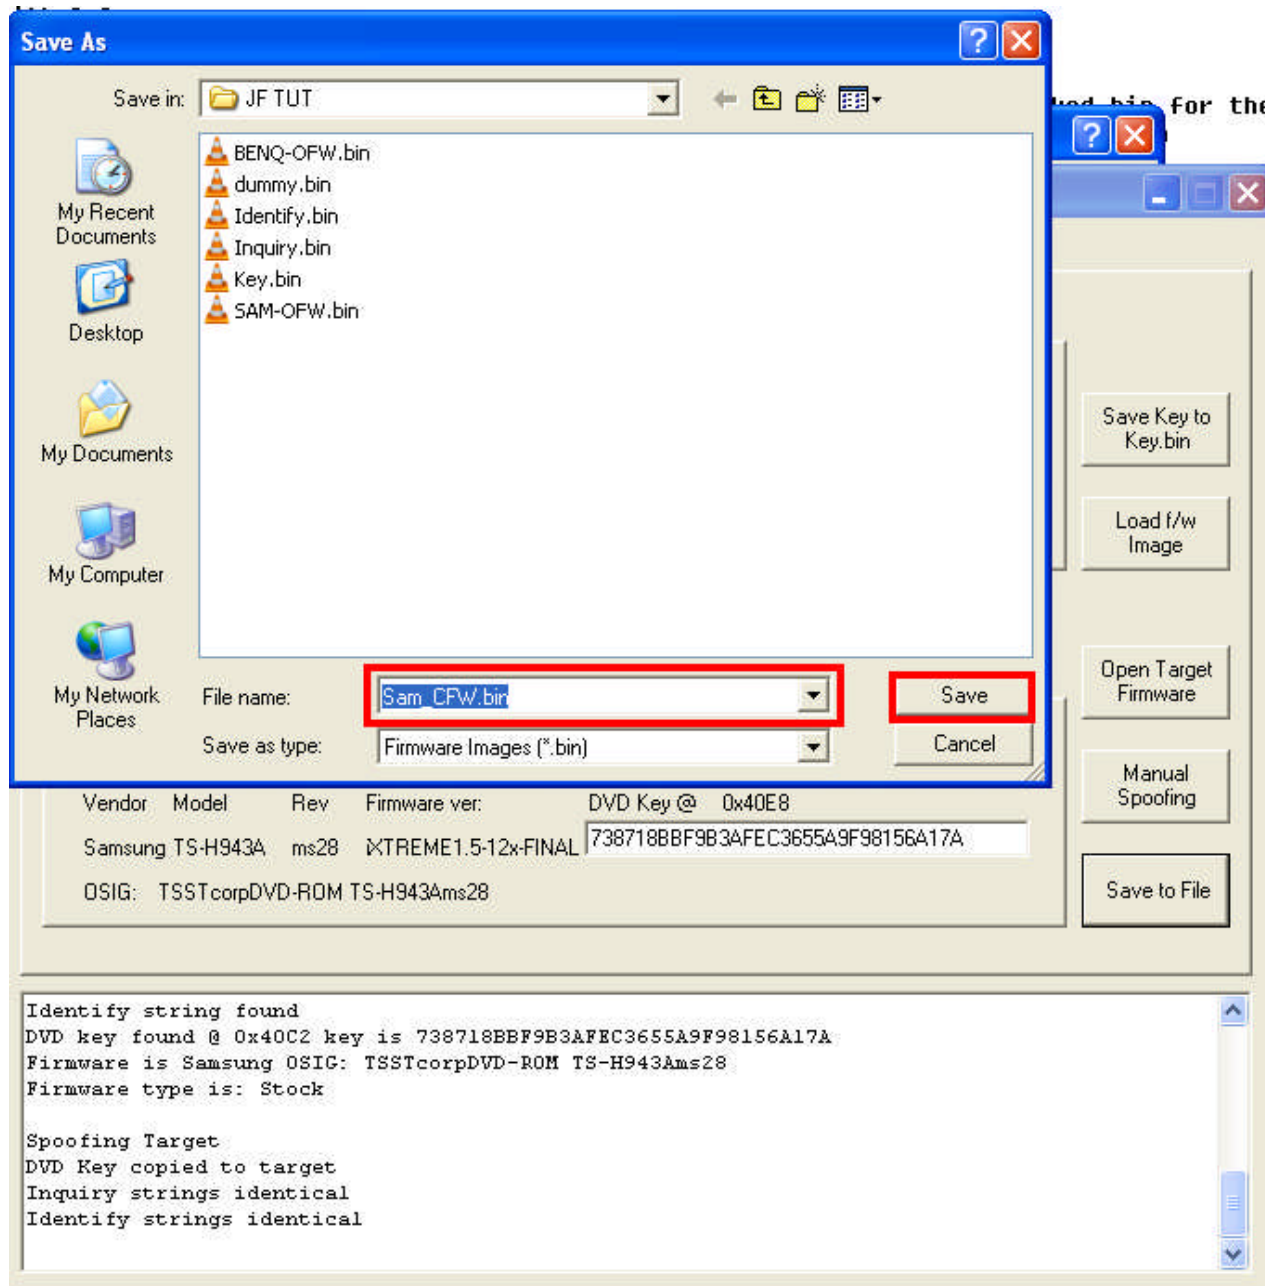 Save As
Save in:
JF TUT
for the
BENQ-OFW.bin
dummy.bin
Identify.bin
Inquiry.bin
Key.bin
SAM-OFW.bin
My Recent
Documents
Desktop
My Documents
My Computer
My Network
Places
File name:
Sam_CFW.bin
Save
Save as type:
Firmware Images (*.bin)
Cancel
Save Key to
Key.bin
Load f/w
Image
Open Target
Firmware
Manual
Spoofing
Save to File
Vendor Model Rev Firmware ver: DVD Key @ 0x40E8
Samsung TS-H943A ms28 iXTREME1.5-12x-FINAL 738718BBF9B3AFEC3655A9F98156A17A
OSIG: TSSTcorpDVD-ROM TS-H943Ams28
Identify string found
DVD key found @ 0x40C2 key is 738718BBF9B3AFEC3655A9F98156A17A
Firmware is Samsung OSIG: TSSTcorpDVD-ROM TS-H943Ams28
Firmware type is: Stock
Spoofing Target
DVD Key copied to target
Inquiry strings identical
Identify strings identical